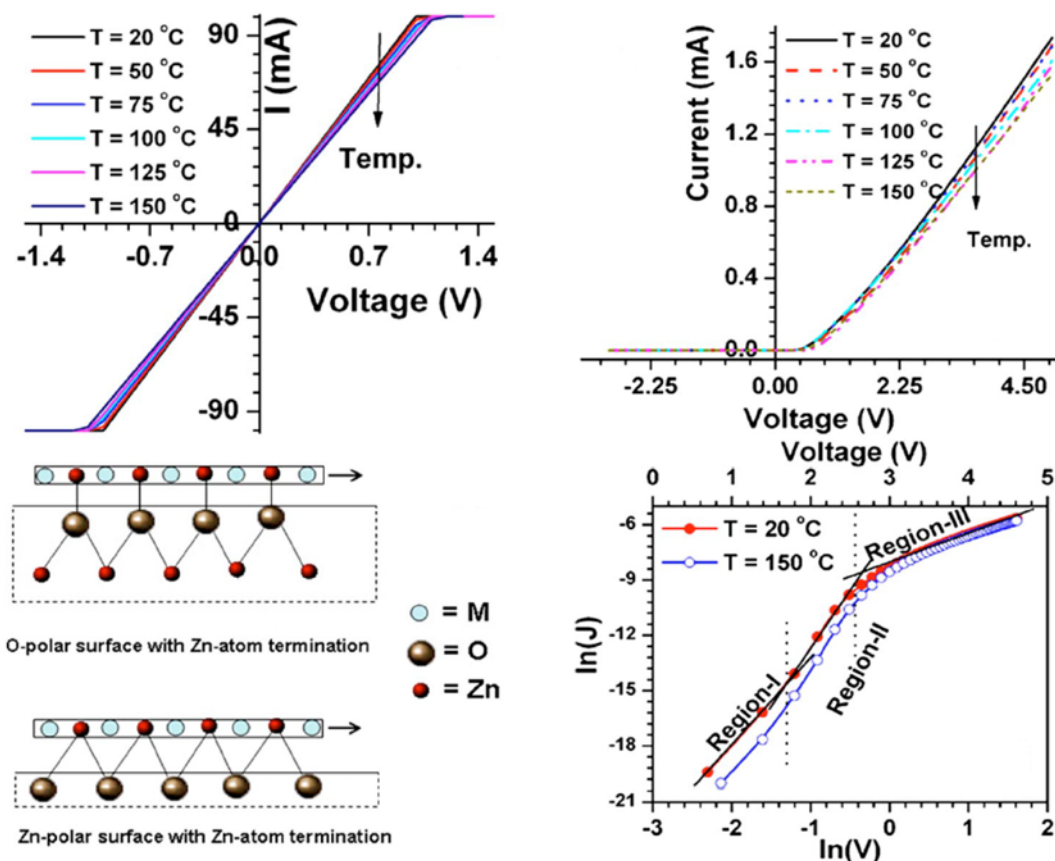 T = 20 °C
T = 50 °C
T = 75 °C
T = 100 °C
T = 125 °C
T = 150 °C
I (mA)
90
45
0
-45
-90
Temp.
-1.4
-0.7
0.0
0.7
1.4
Voltage (V)
T = 20 °C
T = 50 °C
T = 75 °C
T = 100 °C
T = 125 °C
T = 150 °C
Current (mA)
1.6
1.2
0.8
0.4
0.0
Temp.
-2.25
0.00
2.25
4.50
Voltage (V)
O-polar surface with Zn-atom termination
= M
= O
= Zn
Zn-polar surface with Zn-atom termination
Voltage (V)
0
1
2
3
4
5
T = 20 °C
T = 150 °C
Region-III
Region-II
Region-I
ln(J)
-6
-9
-12
-15
-18
-21
-3
-2
-1
0
1
2
ln(V)